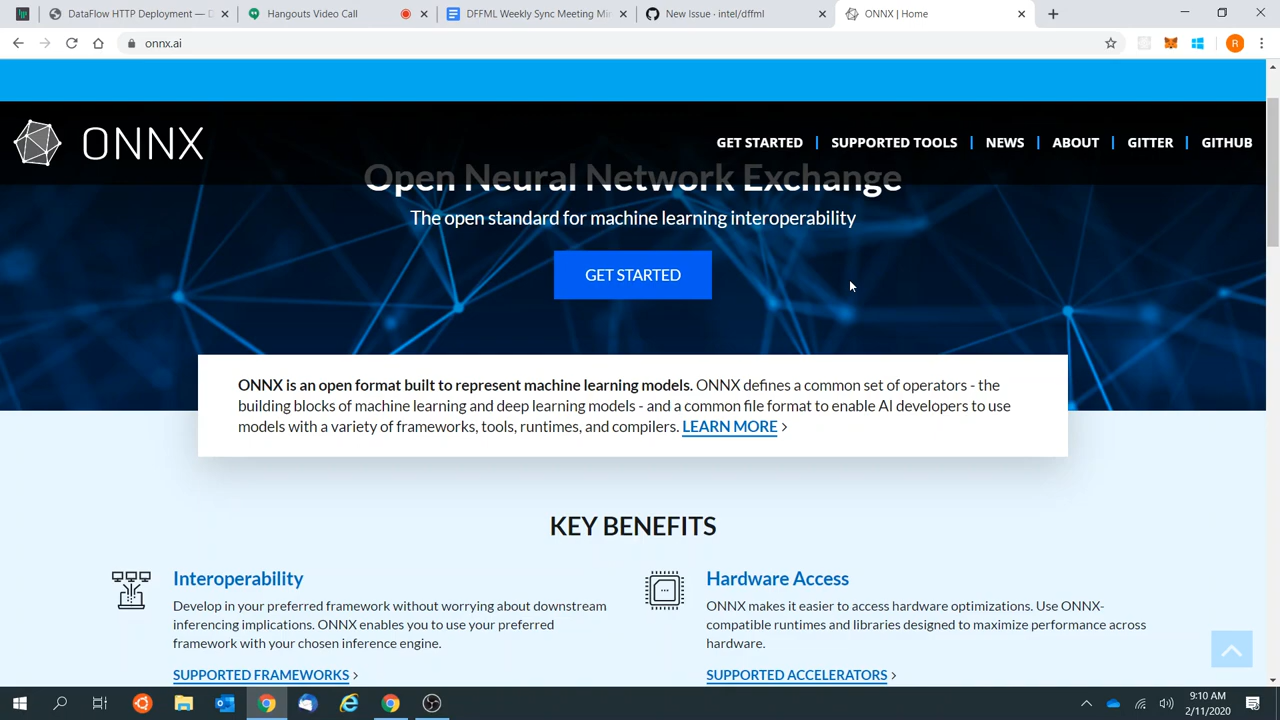 DataFlow HTTP Deployment — D
Hangouts Video Call
DFFML Weekly Sync Meeting Min
New Issue · intel/dffml
ONNX | Home
onnx.ai
R
ONNX
GET STARTED
SUPPORTED TOOLS
NEWS
ABOUT
GITTER
GITHUB
Open Neural Network Exchange
The open standard for machine learning interoperability
GET STARTED
ONNX is an open format built to represent machine learning models. ONNX defines a common set of operators - the
building blocks of machine learning and deep learning models - and a common file format to enable AI developers to use
models with a variety of frameworks, tools, runtimes, and compilers. LEARN MORE >
KEY BENEFITS
Interoperability
Develop in your preferred framework without worrying about downstream
inferencing implications. ONNX enables you to use your preferred
framework with your chosen inference engine.
SUPPORTED FRAMEWORKS >
Hardware Access
ONNX makes it easier to access hardware optimizations. Use ONNX-
compatible runtimes and libraries designed to maximize performance across
hardware.
SUPPORTED ACCELERATORS >
9:10 AM
2/11/2020